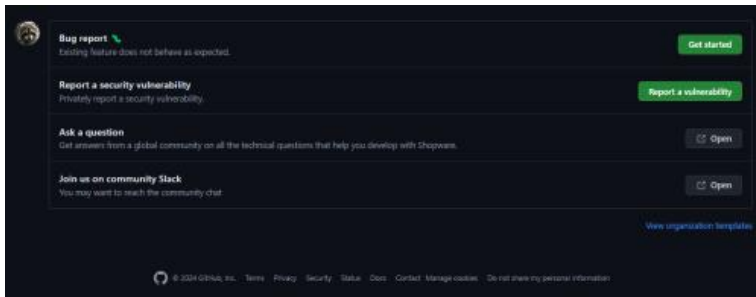 Bug report
Existing feature does not behave as expected.
Get started
Report a security vulnerability
Privately report a security vulnerability.
Report a vulnerability
Ask a question
Get answers from a global community on all the technical questions that help you develop with Shopware.
Open
Join us on community Slack
You may want to reach the community chat
Open
View organization templates
© 2024 GitHub, Inc. Terms Privacy Security Status Docs Contact Manage cookies Do not share my personal information